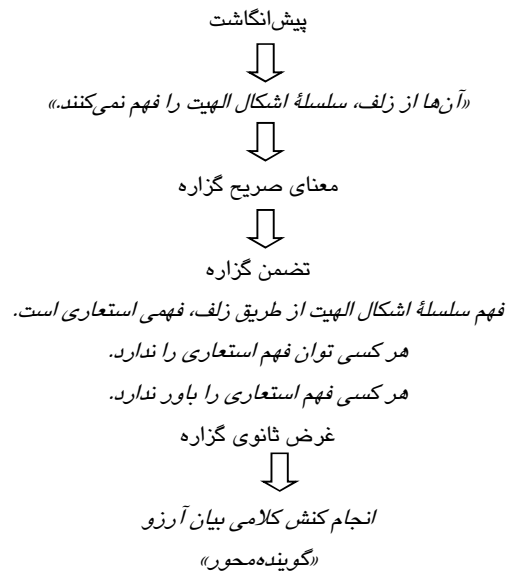 پیش‌انگاشت
«آن‌ها از زلف، سلسلهٔ اشکال الهیت را فهم نمی‌کنند.»
معنای صریح گزاره
تضمن گزاره
فهم سلسلهٔ اشکال الهیت از طریق زلف، فهمی استعاری است.
هر کسی توان فهم استعاری را ندارد.
هر کسی فهم استعاری را باور ندارد.
غرض ثانوی گزاره
انجام کنش کلامی بیان آرزو
«گوینده‌محور»